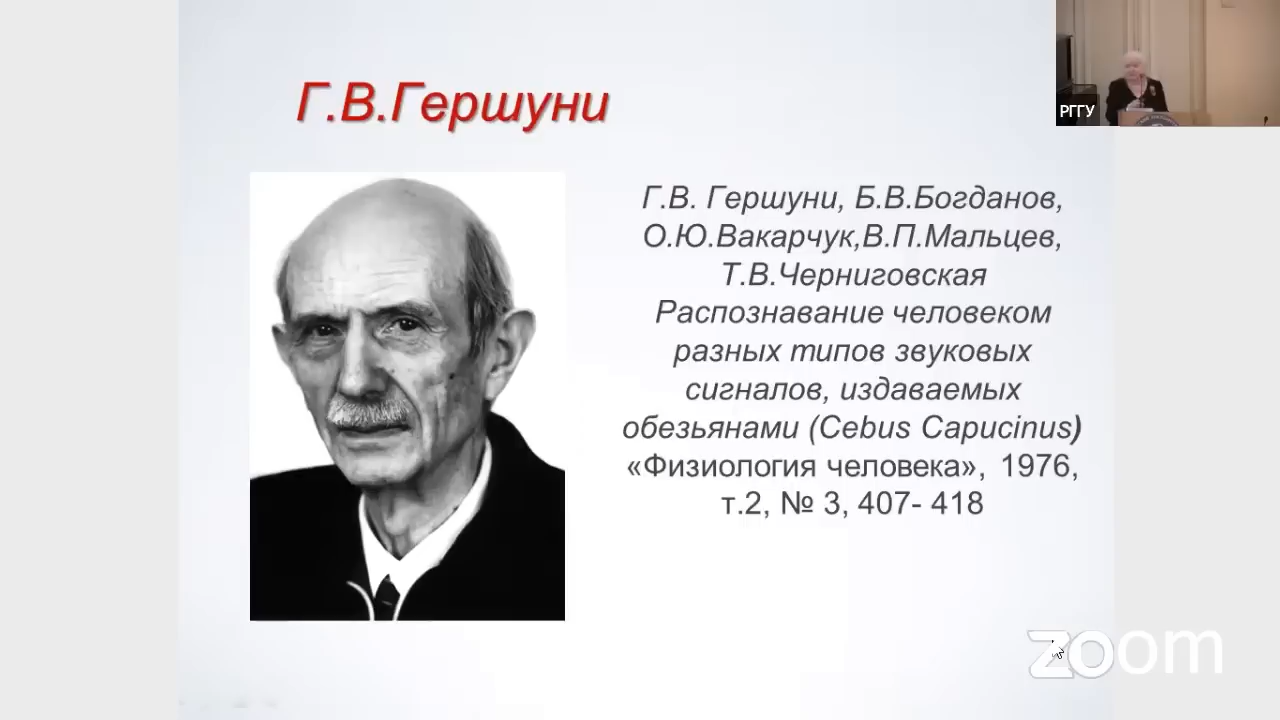 Г.В.Гершуни
РГГУ
Г.В. Гершуни, Б.В.Богданов,
О.Ю.Вакарчук,В.П.Мальцев,
Т.В.Черниговская
Распознавание человеком
разных типов звуковых
сигналов, издаваемых
обезьянами (Cebus Capucinus)
«Физиология человека», 1976,
т.2, № 3, 407- 418
zoom